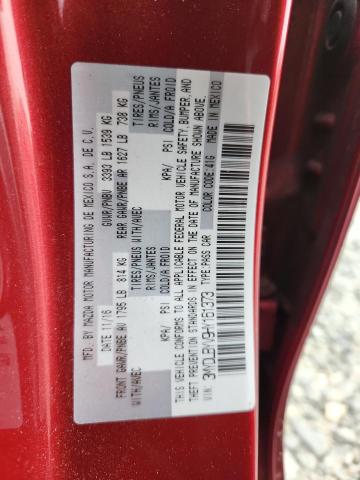 MFD. BY MAZDA MOTOR MANUFACTURING DE MEXICO S.A. DE C.V.
DATE 11/16 GVWR/PNBV 3393 LB 1539 KG
FRONT GAWR/PNBE AV 1795 LB 814 KG REAR GAWR/PNBE AR 1627 LB 738 KG
WITH/AVEC TIRES/PNEUS WITH/AVEC TIRES/PNEUS
RIMS/JANTES RIMS/JANTES
KPA/ PSI COLD/A FROID KPA/ PSI COLD/A FROID
THIS VEHICLE CONFORMS TO ALL APPLICABLE FEDERAL MOTOR VEHICLE SAFETY, BUMPER, AND
THEFT PREVENTION STANDARDS IN EFFECT ON THE DATE OF MANUFACTURE SHOWN ABOVE.
VIN: TYPE:PASS CAR COLOR CODE:41G MADE IN MEXICO